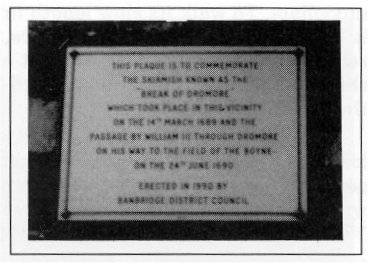 THIS PLAQUE IS TO COMMEMORATE
THE SKIRMISH KNOWN AS THE
"BREAK OF DROMORE"
WHICH TOOK PLACE IN THIS VICINITY
ON THE 14TH MARCH 1689 AND THE
PASSAGE BY WILLIAM III THROUGH DROMORE
ON HIS WAY TO THE FIELD OF THE BOYNE
ON THE 24TH JUNE 1690
ERECTED IN 1990 BY
BANBRIDGE DISTRICT COUNCIL